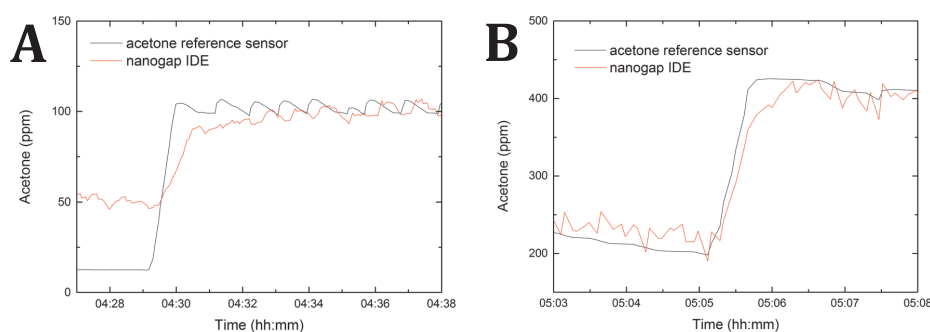 A
150
100
50
0
Acetone (ppm)
acetone reference sensor
nanogap IDE
04:28 04:30 04:32 04:34 04:36 04:38
Time (hh:mm)
B
500
400
300
200
Acetone (ppm)
acetone reference sensor
nanogap IDE
05:03 05:04 05:05 05:06 05:07 05:08
Time (hh:mm)